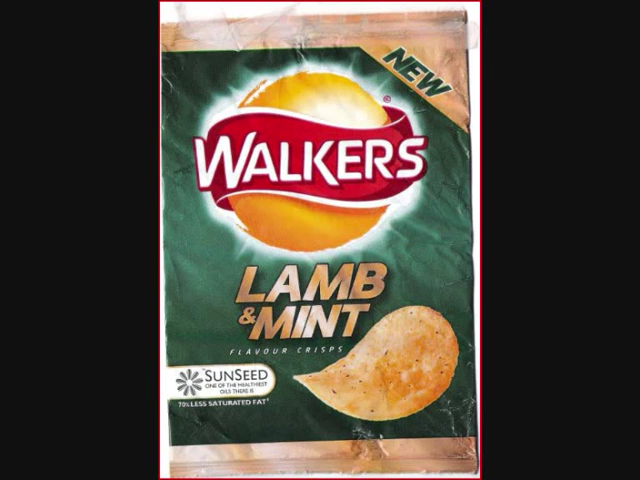 NEW
®
WALKERS
LAMB
& MINT
FLAVOUR CRISPS
SUNSEED
ONE OF THE HEALTHIEST
OILS THERE IS
70% LESS SATURATED FAT*